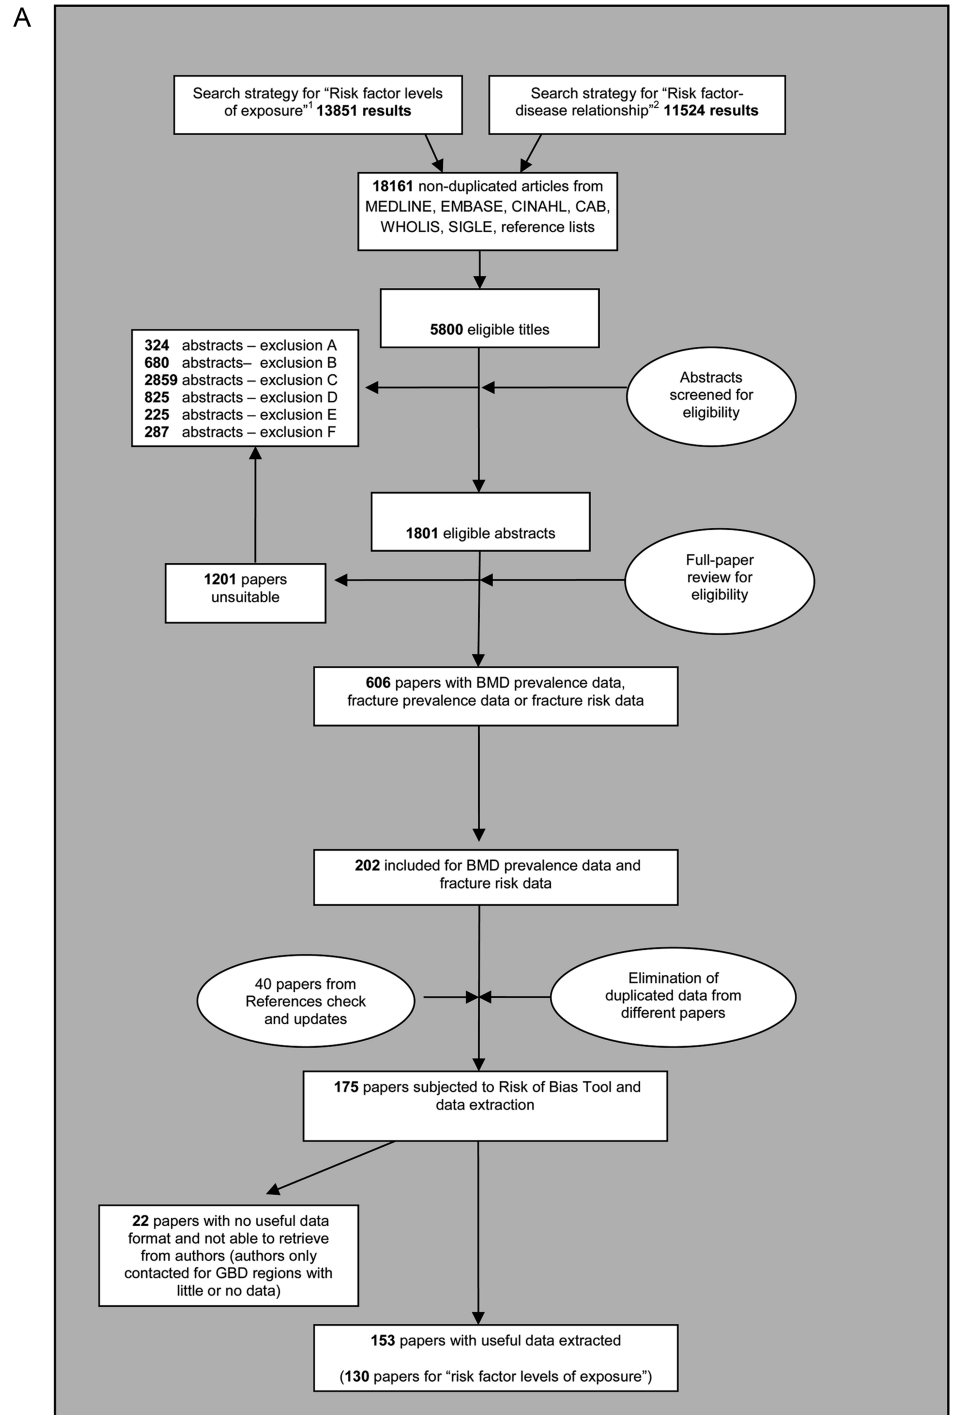 A
Search strategy for “Risk factor levels
of exposure”1 13851 results
Search strategy for “Risk factor-
disease relationship”2 11524 results
18161 non-duplicated articles from
MEDLINE, EMBASE, CINAHL, CAB,
WHOLIS, SIGLE, reference lists
5800 eligible titles
324 abstracts – exclusion A
680 abstracts– exclusion B
2859 abstracts – exclusion C
825 abstracts – exclusion D
225 abstracts – exclusion E
287 abstracts – exclusion F
Abstracts
screened for
eligibility
1801 eligible abstracts
1201 papers
unsuitable
Full-paper
review for
eligibility
606 papers with BMD prevalence data,
fracture prevalence data or fracture risk data
202 included for BMD prevalence data and
fracture risk data
40 papers from
References check
and updates
Elimination of
duplicated data from
different papers
175 papers subjected to Risk of Bias Tool and
data extraction
22 papers with no useful data
format and not able to retrieve
from authors (authors only
contacted for GBD regions with
little or no data)
153 papers with useful data extracted
(130 papers for “risk factor levels of exposure”)